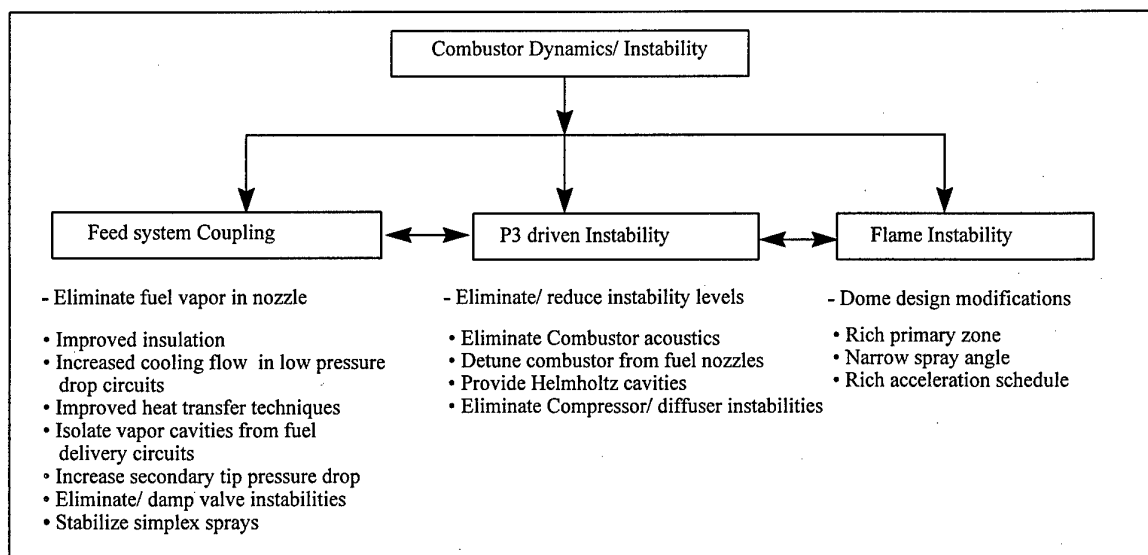 Combustor Dynamics/ Instability
Feed system Coupling
P3 driven Instability
Flame Instability
- Eliminate fuel vapor in nozzle
• Improved insulation
• Increased cooling flow in low pressure
drop circuits
• Improved heat transfer techniques
• Isolate vapor cavities from fuel
delivery circuits
• Increase secondary tip pressure drop
• Eliminate/ damp valve instabilities
• Stabilize simplex sprays
- Eliminate/ reduce instability levels
• Eliminate Combustor acoustics
• Detune combustor from fuel nozzles
• Provide Helmholtz cavities
• Eliminate Compressor/ diffuser instabilities
- Dome design modifications
• Rich primary zone
• Narrow spray angle
• Rich acceleration schedule